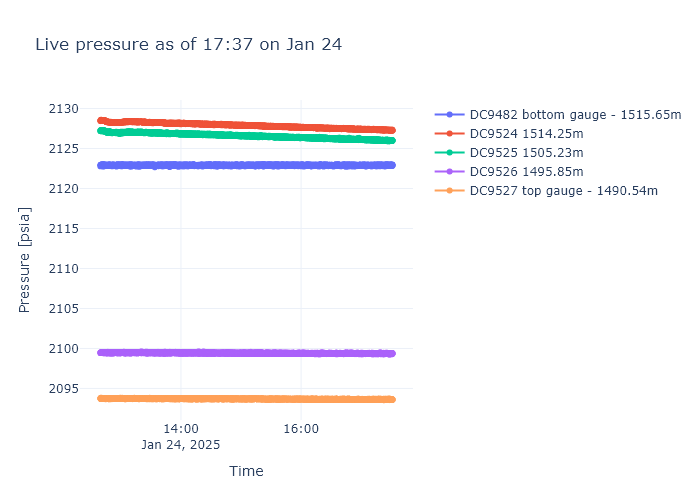 Live pressure as of 17:37 on Jan 24
2130
2125
2120
2115
2110
2105
2100
2095
Pressure [psia]
14:00
Jan 24, 2025
16:00
Time
DC9482 bottom gauge - 1515.65m
DC9524 1514.25m
DC9525 1505.23m
DC9526 1495.85m
DC9527 top gauge - 1490.54m